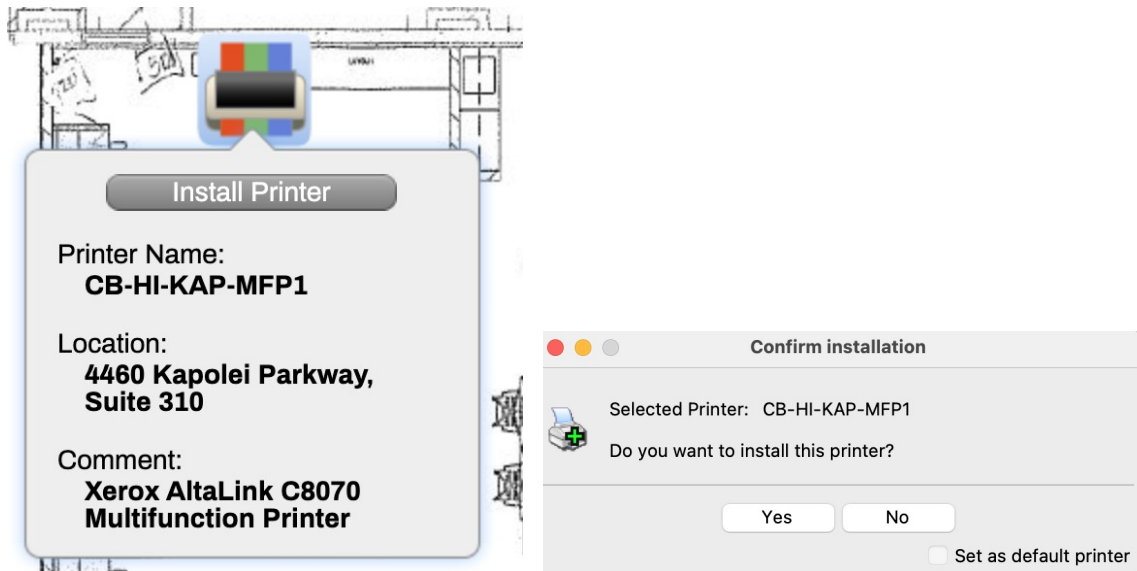 Install Printer
Printer Name:
CB-HI-KAP-MFP1
Location:
4460 Kapolei Parkway,
Suite 310
Comment:
Xerox AltaLink C8070
Multifunction Printer
Confirm installation
Selected Printer: CB-HI-KAP-MFP1
Do you want to install this printer?
Yes
No
Set as default printer